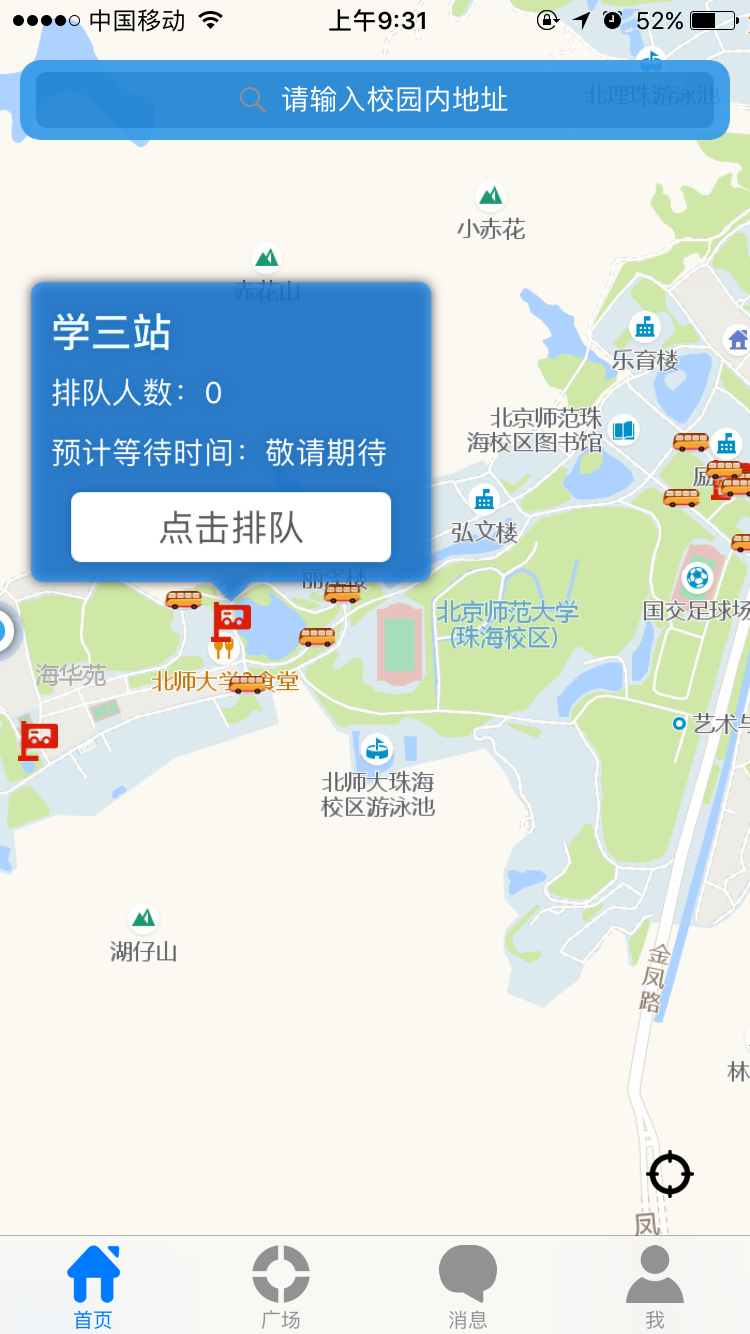 中国移动
上午9:31
52%
请输入校园内地址
北理珠游泳池
小赤花
赤花山
学三站
排队人数：0
预计等待时间：敬请期待
点击排队
乐育楼
北京师范珠
海校区图书馆
励
弘文楼
丽泽楼
北京师范大学
(珠海校区)
国交足球场
海华苑
北师大学2食堂
艺术与
北师大珠海
校区游泳池
湖仔山
金凤路
林
凤
首页
广场
消息
我